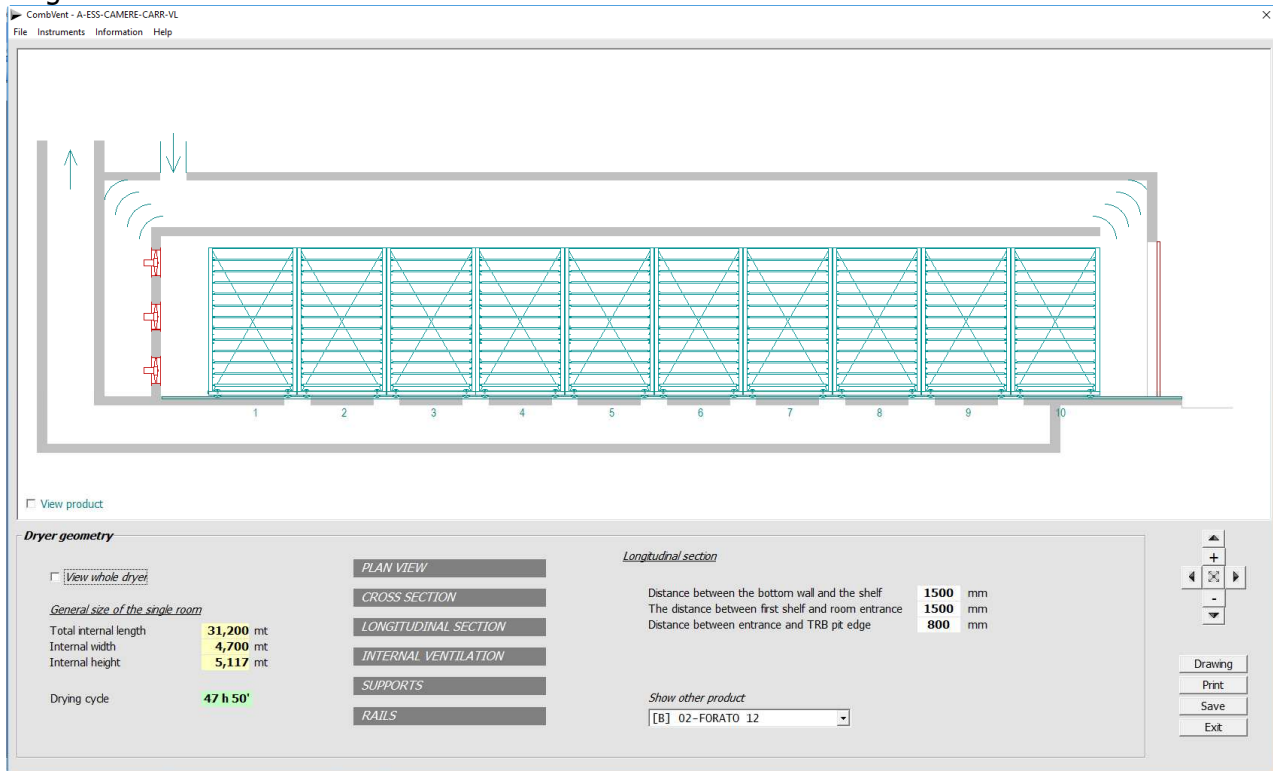 CombVent - A-ESS-CAMERE-CARR-VL
File Instruments Information Help
1 2 3 4 5 6 7 8 9 10
View product
Dryer geometry
View whole dryer
General size of the single room
Total internal length 31,200 mt
Internal width 4,700 mt
Internal height 5,117 mt
Drying cycle 47 h 50'
PLAN VIEW
CROSS SECTION
LONGITUDINAL SECTION
INTERNAL VENTILATION
SUPPORTS
RAILS
Longitudinal section
Distance between the bottom wall and the shelf 1500 mm
The distance between first shelf and room entrance 1500 mm
Distance between entrance and TRB pit edge 800 mm
Show other product
[B] 02-FORATO 12
+
-
Drawing
Print
Save
Exit